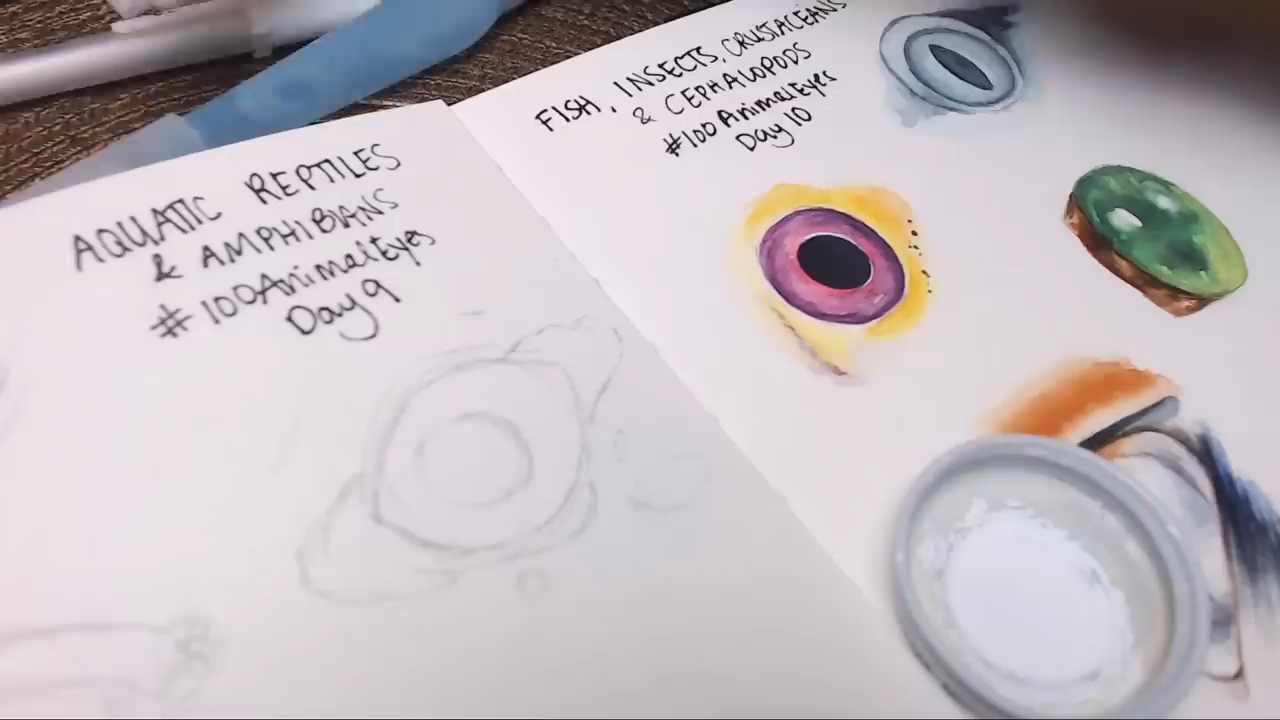 AQUATIC REPTILES
& AMPHIBIANS
#100AnimalEyes
Day 9
FISH, INSECTS, CRUSTACEANS
& CEPHALOPODS
#100AnimalEyes
Day 10